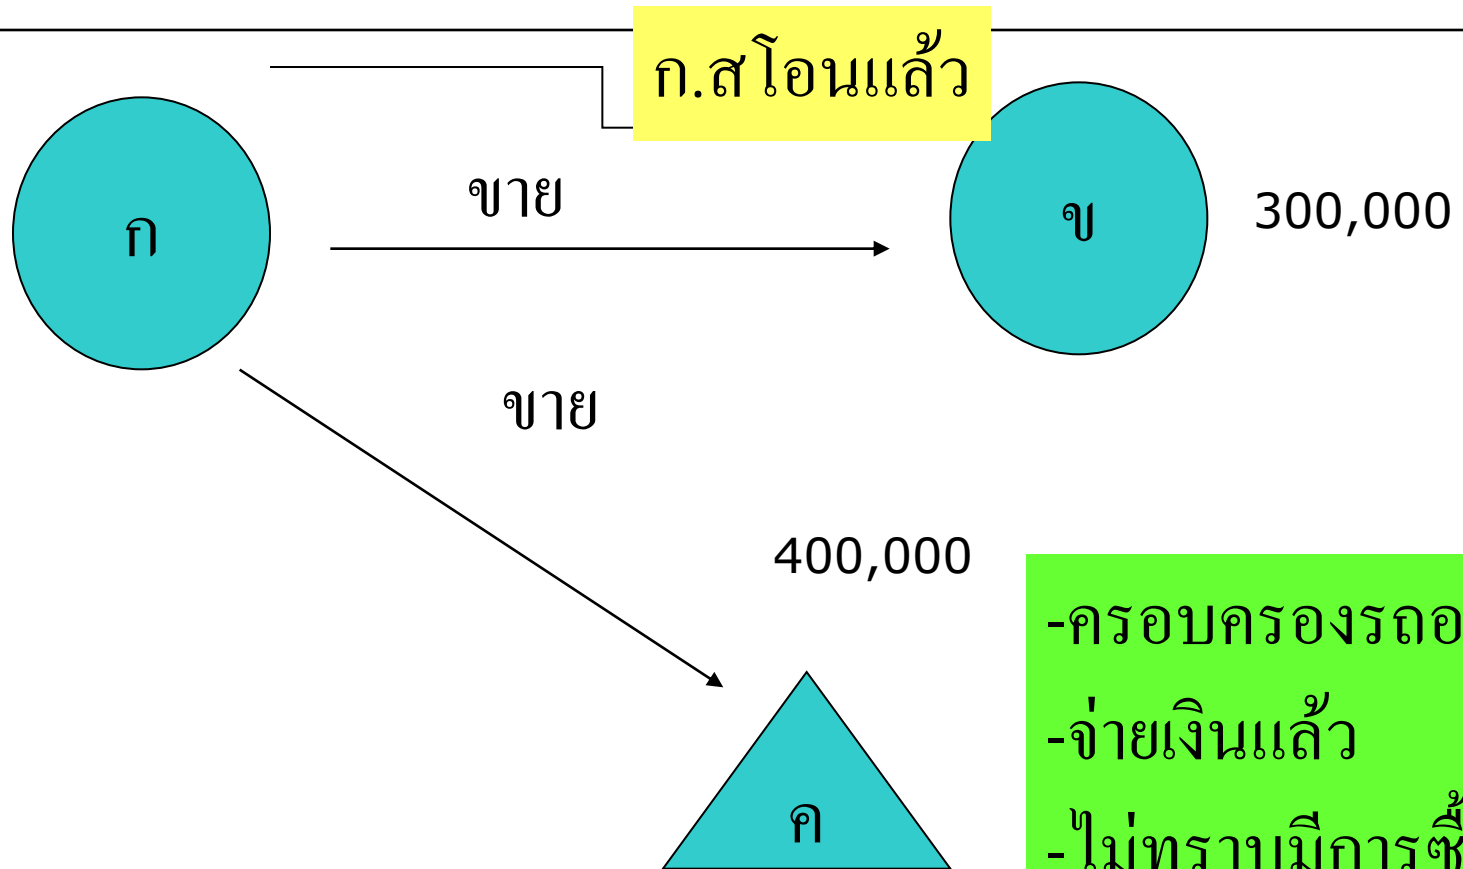 ก.ส โอนแล้ว
ขาย
ก
ข
300,000
ขาย
400,000
-ครอบครองรถอ
-จ่ายเงินแล้ว
-ไม่ทราบมีการซื้
ค